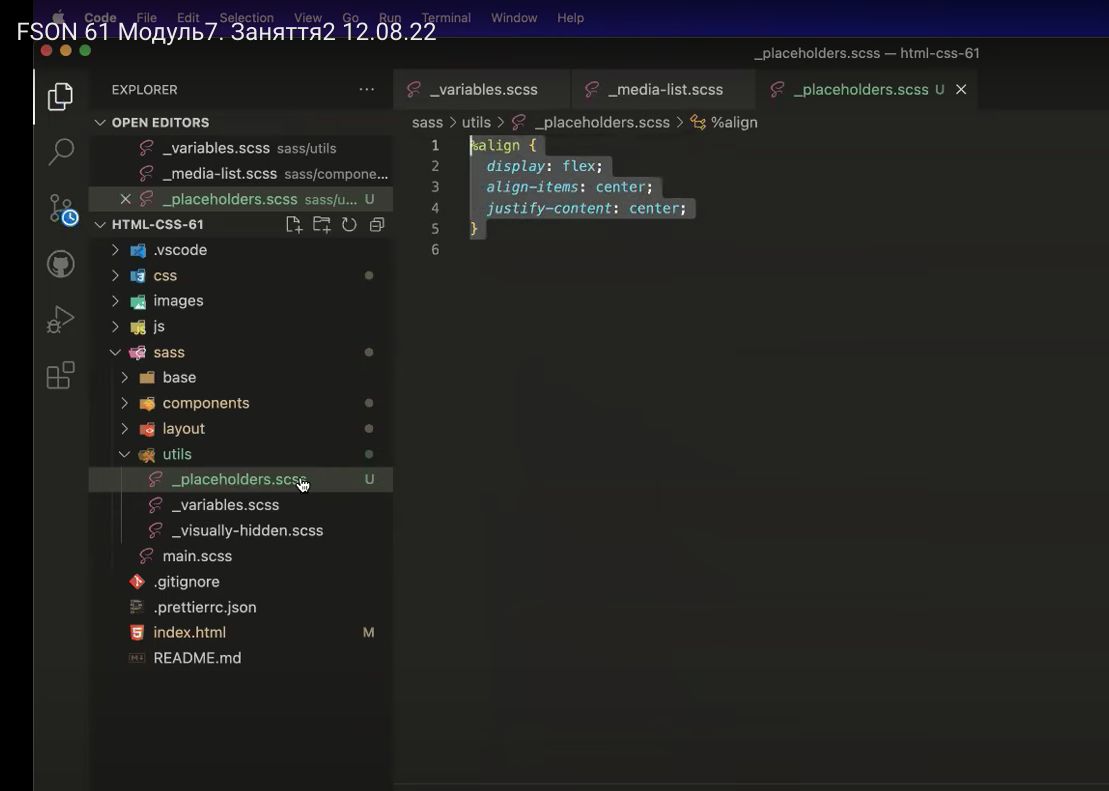 Code File Edit Selection View Go Run Terminal Window Help
FSON 61 Модуль7. Заняття2 12.08.22
_placeholders.scss — html-css-61
EXPLORER
_variables.scss
_media-list.scss
_placeholders.scss U
OPEN EDITORS
sass > utils > _placeholders.scss > %align
_variables.scss sass/utils
_media-list.scss sass/compone...
_placeholders.scss sass/u... U
1 %align {
2 display: flex;
3 align-items: center;
4 justify-content: center;
5 }
6
HTML-CSS-61
.vscode
css
images
js
sass
base
components
layout
utils
_placeholders.scss U
_variables.scss
_visually-hidden.scss
main.scss
.gitignore
.prettierrc.json
index.html M
README.md